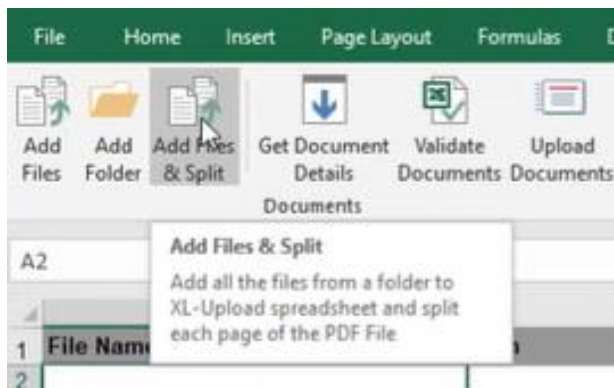 File Home Insert Page Layout Formulas
Add Files
Add Folder
Add Files & Split
Get Document Details
Validate Documents
Upload Documents
Documents
A2
Add Files & Split
Add all the files from a folder to
XL-Upload spreadsheet and split
each page of the PDF File
1 File Name
2